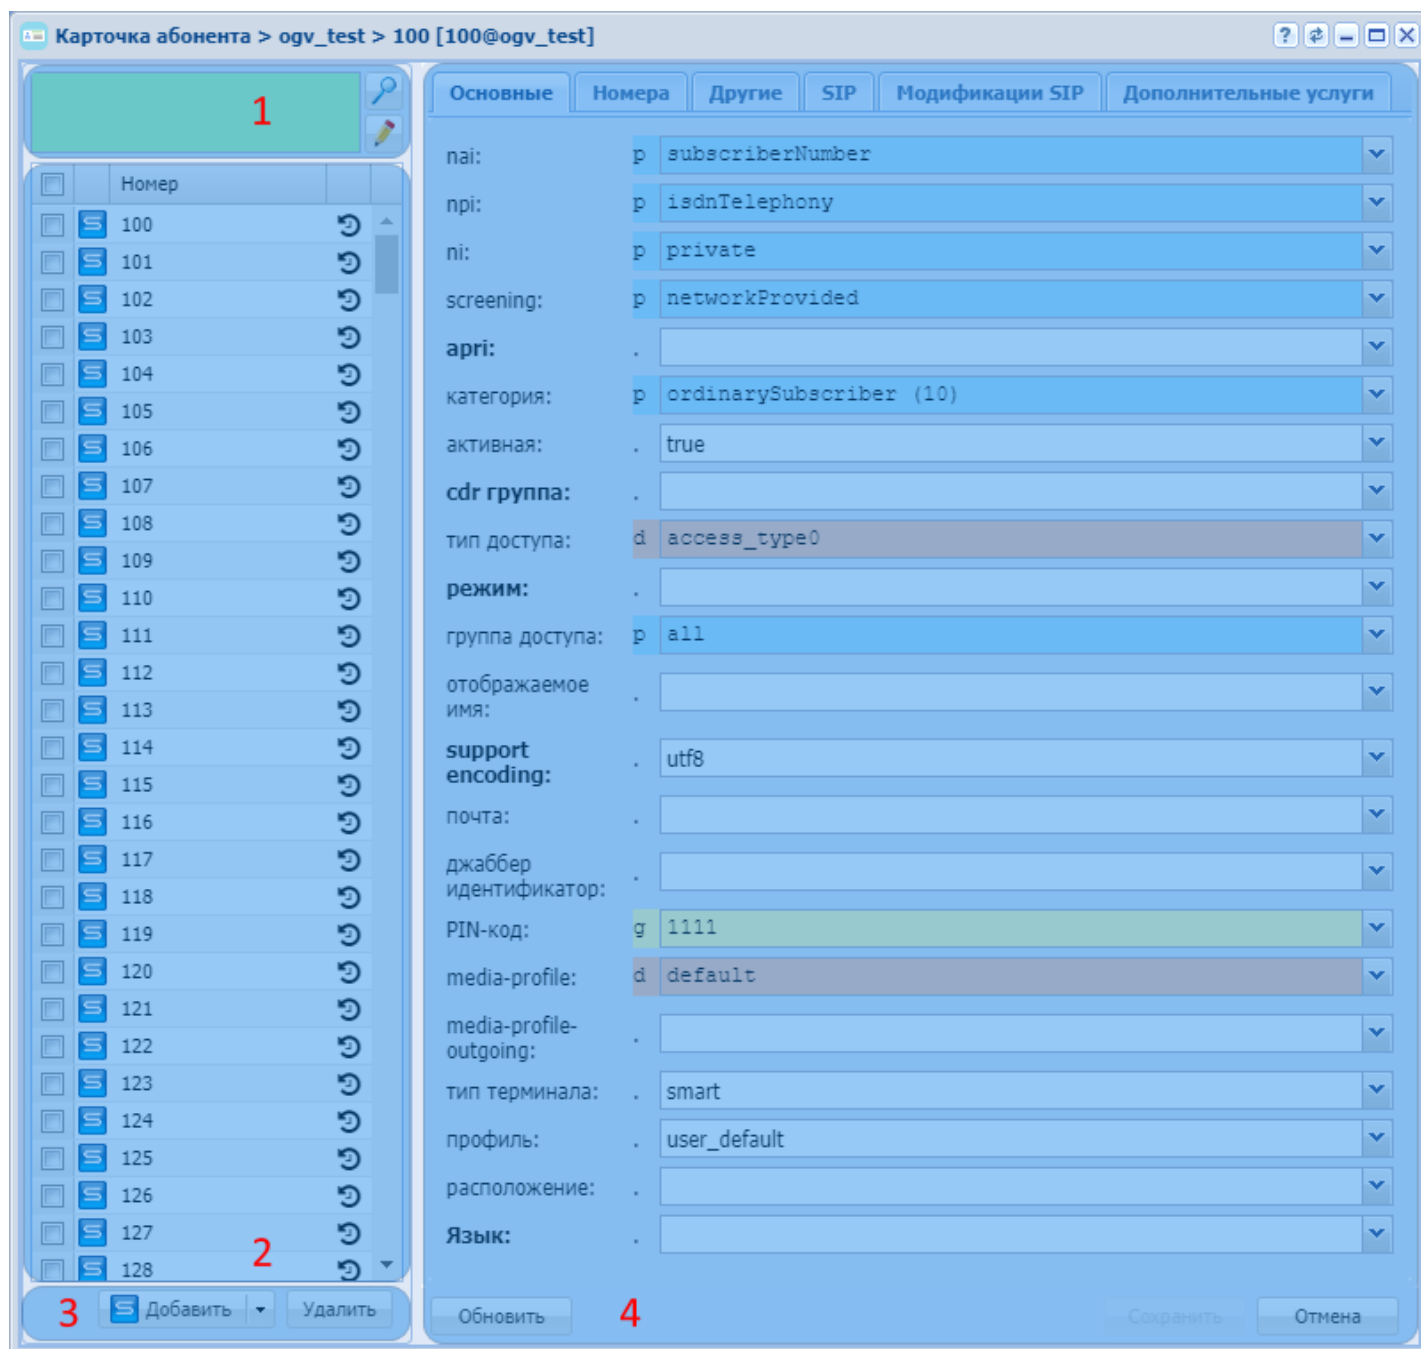 Карточка абонента > ogv_test > 100 [100@ogv_test]
1
Номер
100
101
102
103
104
105
106
107
108
109
110
111
112
113
114
115
116
117
118
119
120
121
122
123
124
125
126
127
128
2
3
Добавить
Удалить
Основные Номера Другие SIP Модификации SIP Дополнительные услуги
nai: p subscriberNumber
npi: p isdnTelephony
ni: p private
screening: p networkProvided
apri: .
категория: p ordinarySubscriber (10)
активная: . true
cdr группа: .
тип доступа: d access_type0
режим: .
группа доступа: p all
отображаемое
имя: .
support
encoding: . utf8
почта: .
джаббер
идентификатор: .
PIN-код: g 1111
media-profile: d default
media-profile-
outgoing: .
тип терминала: . smart
профиль: . user_default
расположение: .
Язык: .
Обновить 4 Сохранить Отмена